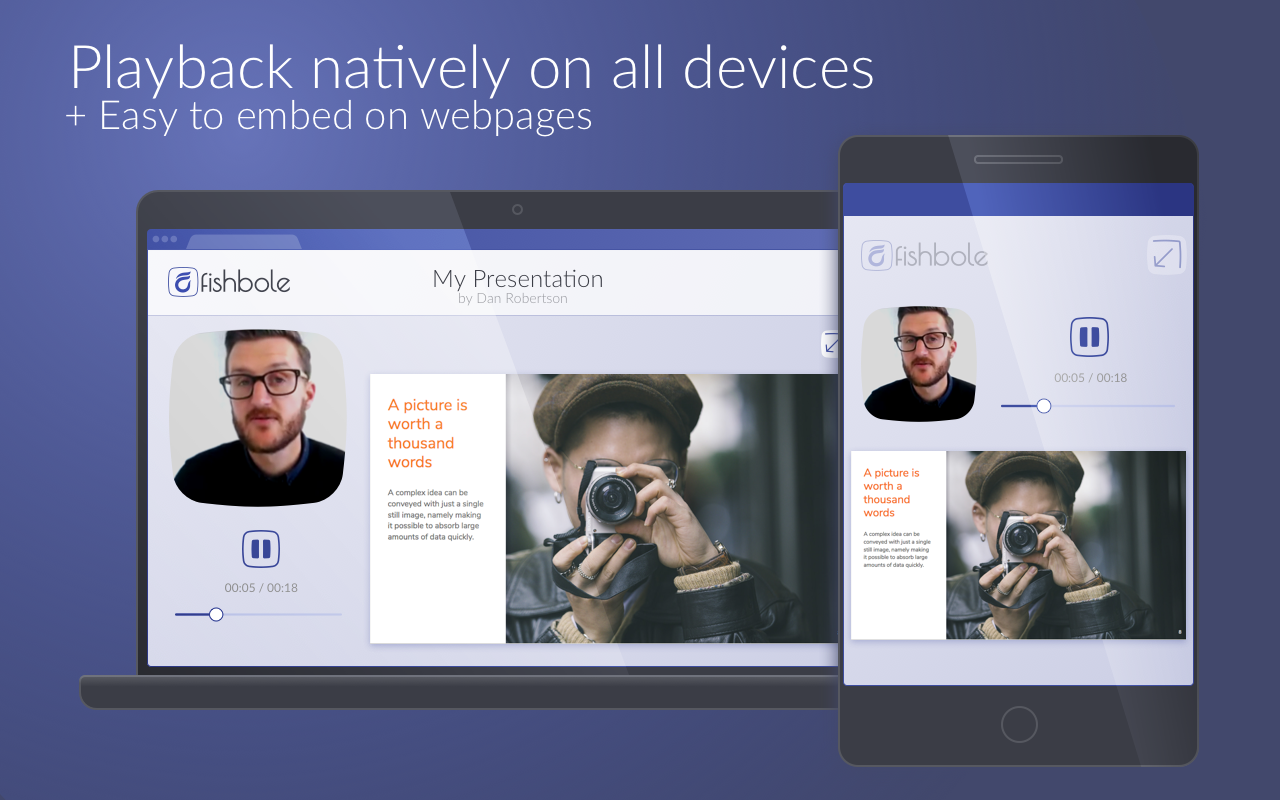 Playback natively on all devices
+ Easy to embed on webpages
fishbole
My Presentation
by Dan Robertson
A picture is
worth a
thousand
words
A complex idea can be
conveyed with just a single
still image, namely making
it possible to absorb large
amounts of data quickly.
00:05 / 00:18
fishbole
00:05 / 00:18
A picture is
worth a
thousand
words
A complex idea can be
conveyed with just a single
still image, namely making
it possible to absorb large
amounts of data quickly.